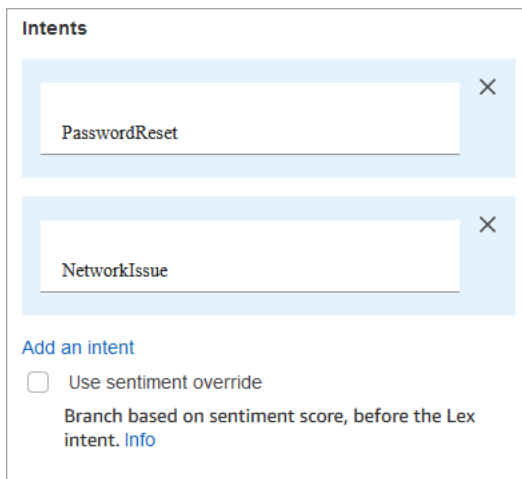 Intents
PasswordReset
NetworkIssue
Add an intent
Use sentiment override
Branch based on sentiment score, before the Lex
intent. Info